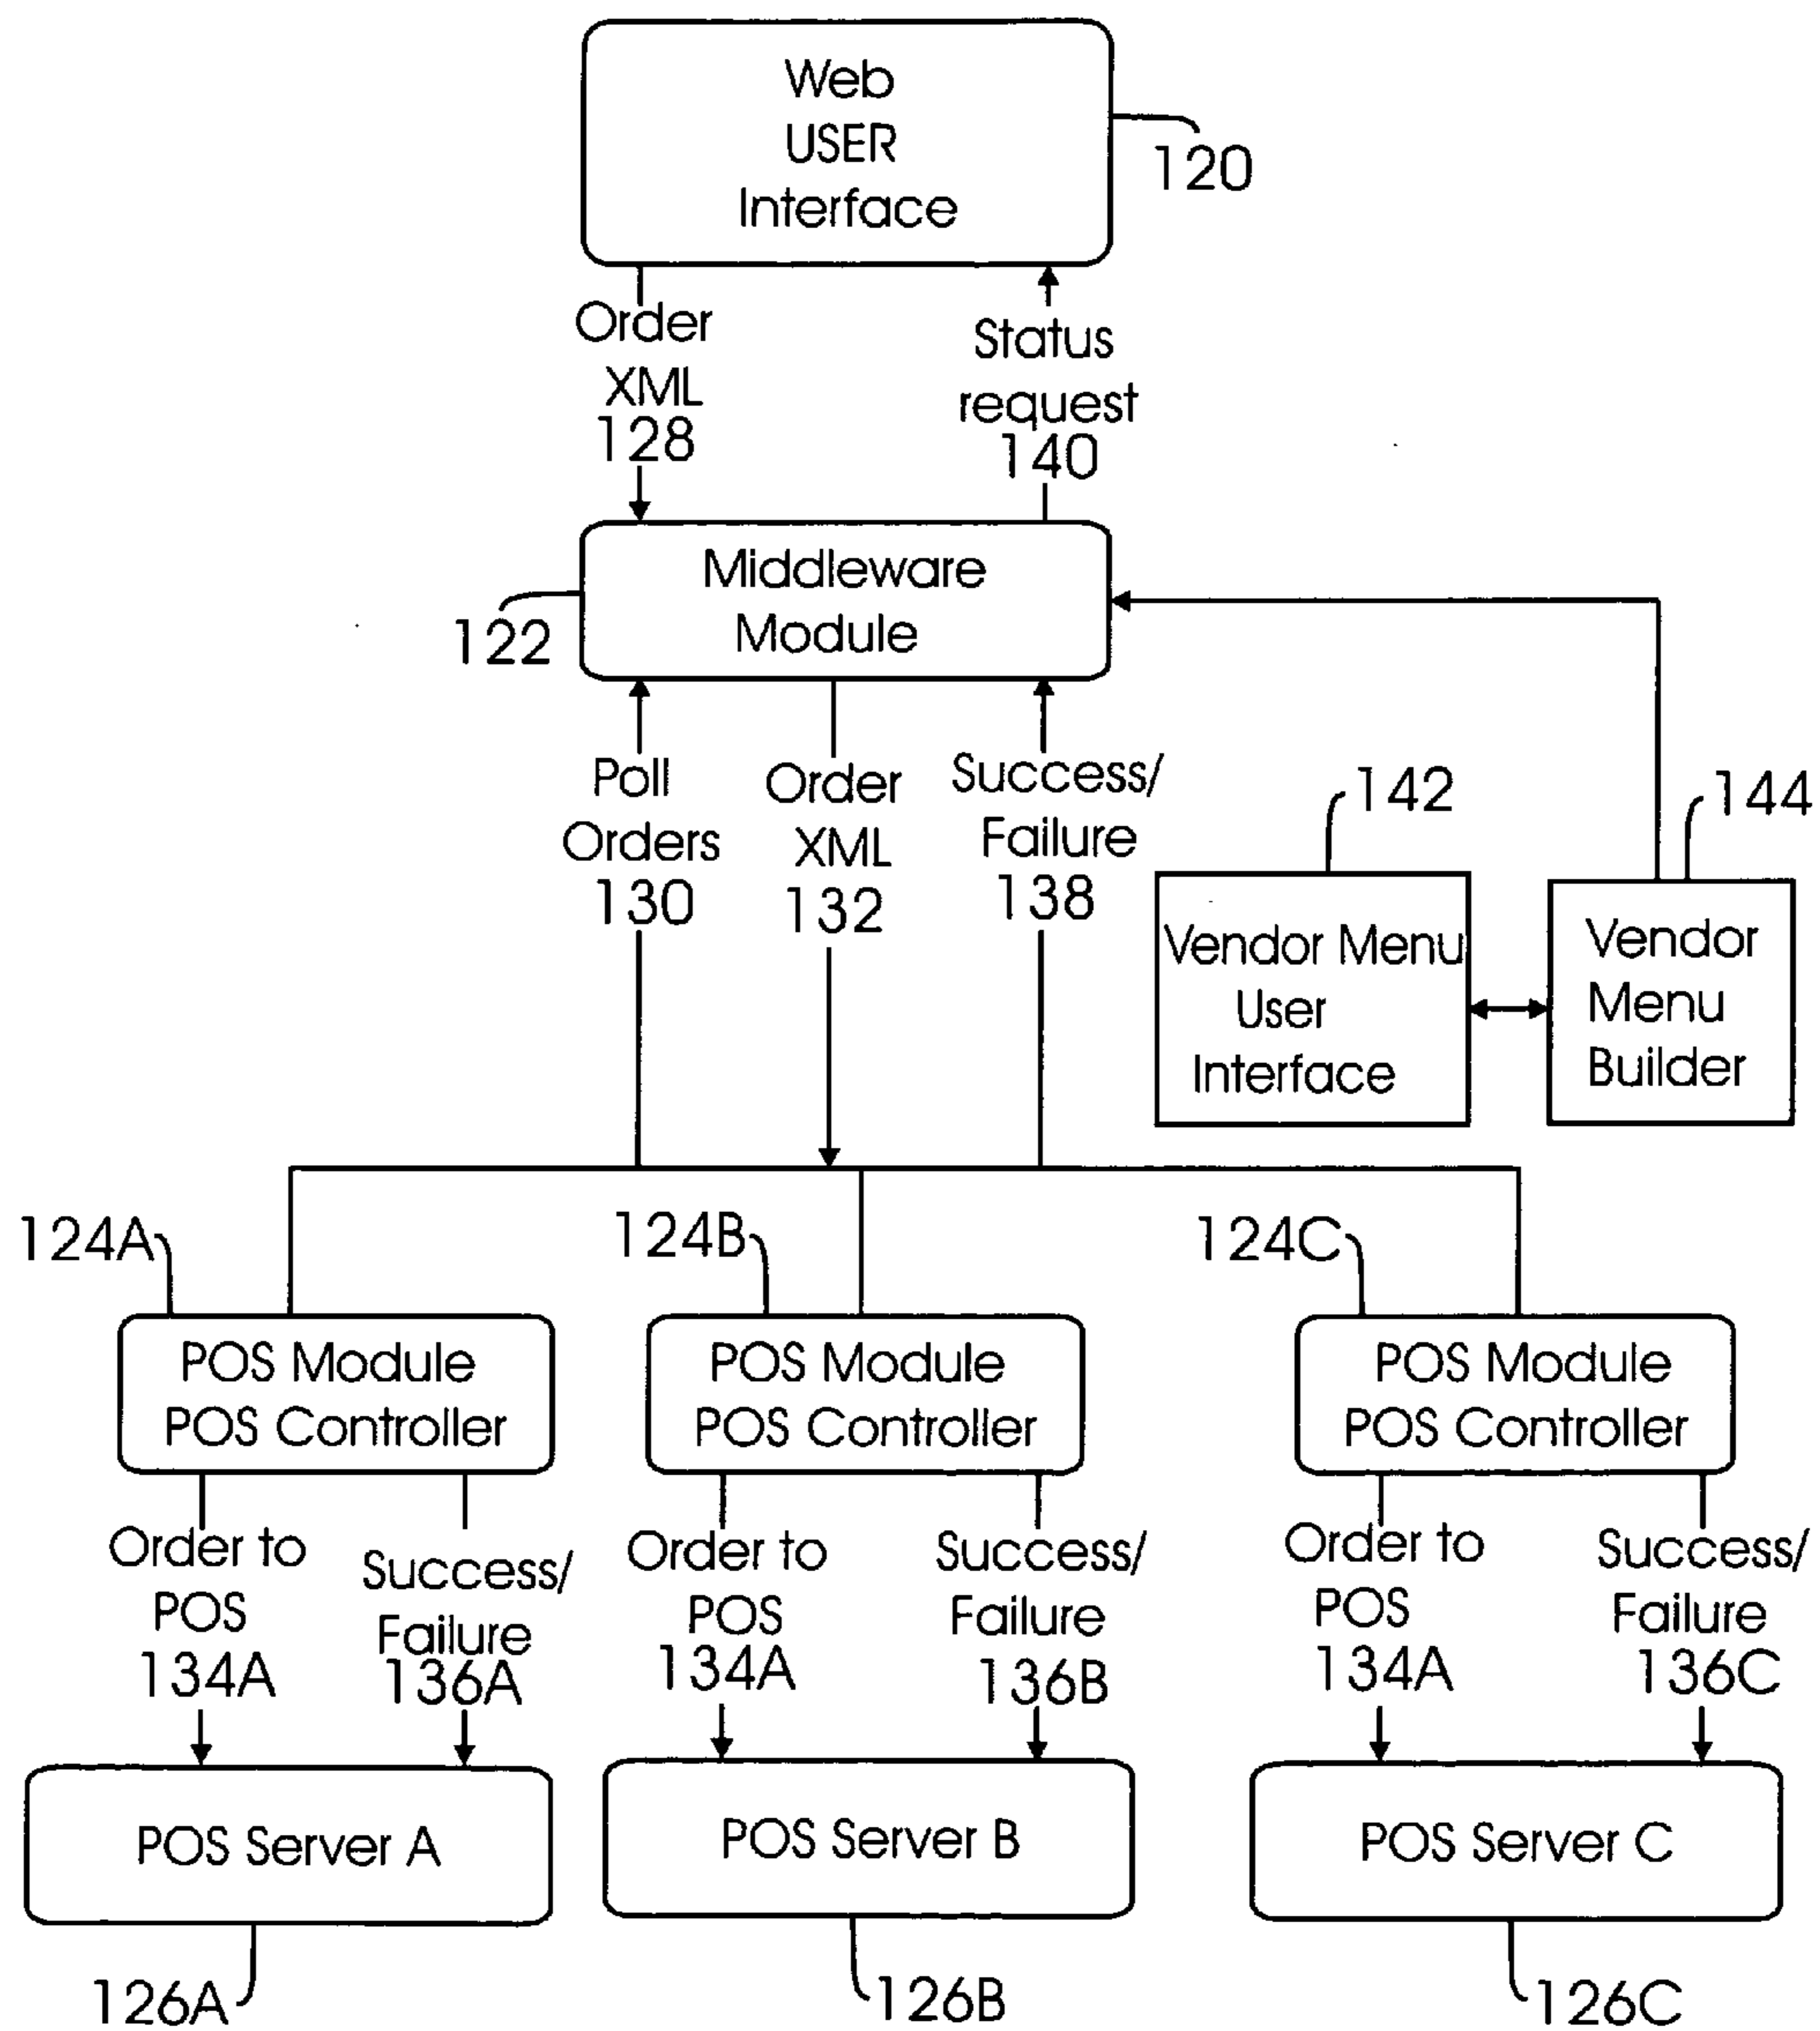 Web
USER
Interface
120
Order
XML
128
Status
request
140
Middleware
Module
122
Poll
Orders
130
Order
XML
132
Success/
Failure
138
142
144
Vendor Menu
User
Interface
Vendor
Menu
Builder
124A
124B
124C
POS Module
POS Controller
POS Module
POS Controller
POS Module
POS Controller
Order to
POS
134A
Success/
Failure
136A
Order to
POS
134A
Success/
Failure
136B
Order to
POS
134A
Success/
Failure
136C
POS Server A
POS Server B
POS Server C
126A
126B
126C